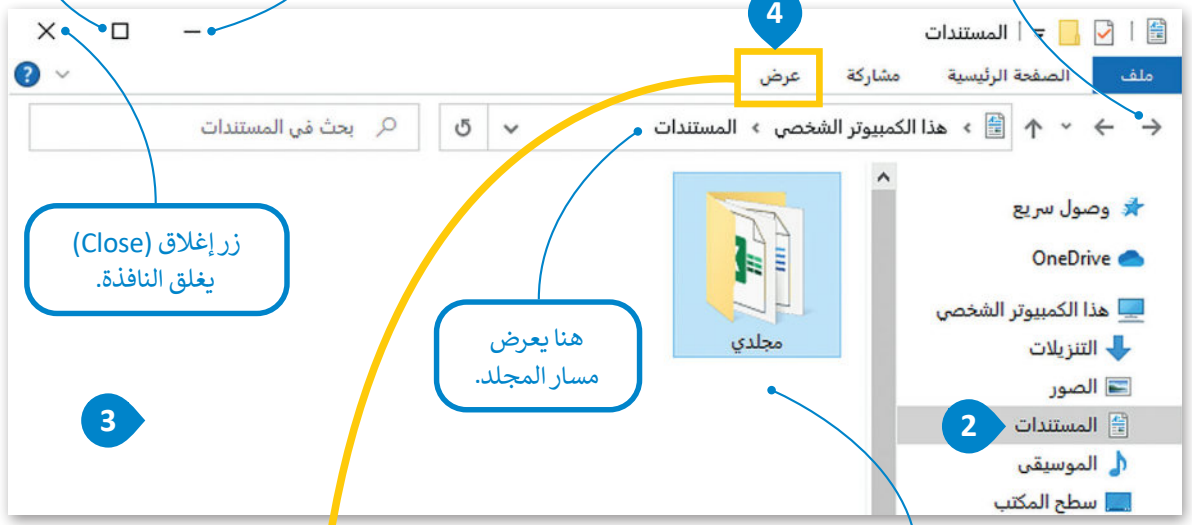 4
المستندات
ملف
الصفحة الرئيسية
مشاركة
عرض
هذا الكمبيوتر الشخصي › المستندات
بحث في المستندات
وصول سريع
OneDrive
هذا الكمبيوتر الشخصي
التنزيلات
الصور
المستندات
2
الموسيقى
سطح المكتب
مجلدي
هنا يعرض
مسار المجلد.
زر إغلاق (Close)
يغلق النافذة.
3